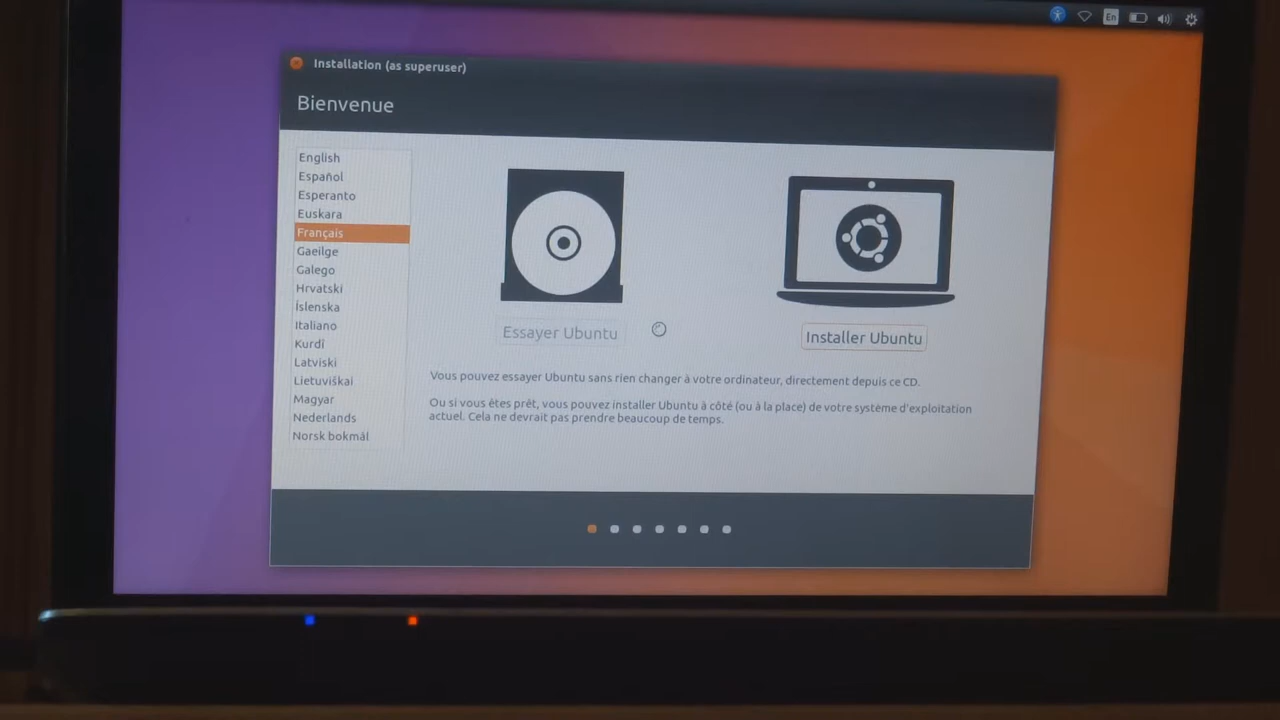 En
Installation (as superuser)
Bienvenue
English
Español
Esperanto
Euskara
Français
Gaeilge
Galego
Hrvatski
Íslenska
Italiano
Kurdî
Latviski
Lietuviškai
Magyar
Nederlands
Norsk bokmål
Essayer Ubuntu
Installer Ubuntu
Vous pouvez essayer Ubuntu sans rien changer à votre ordinateur, directement depuis ce CD.
Ou si vous êtes prêt, vous pouvez installer Ubuntu à côté (ou à la place) de votre système d'exploitation
actuel. Cela ne devrait pas prendre beaucoup de temps.